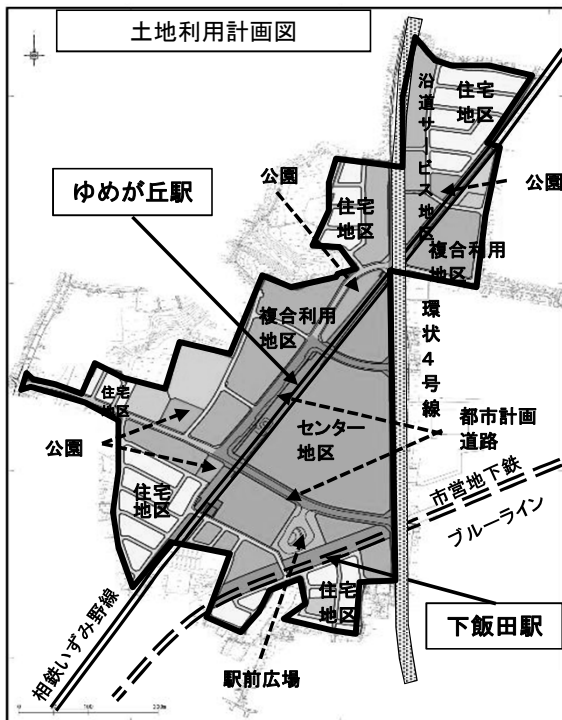 土地利用計画図
住宅
地区
沿道サービス地区
公園
公園
ゆめが丘駅
住宅
地区
複合利用
地区
複合利用
地区
環状4号線
住宅
地区
センター
地区
都市計画
道路
公園
住宅
地区
市営地下鉄
ブルーライン
住宅
地区
下飯田駅
駅前広場
相鉄いずみ野線
0
100
200m